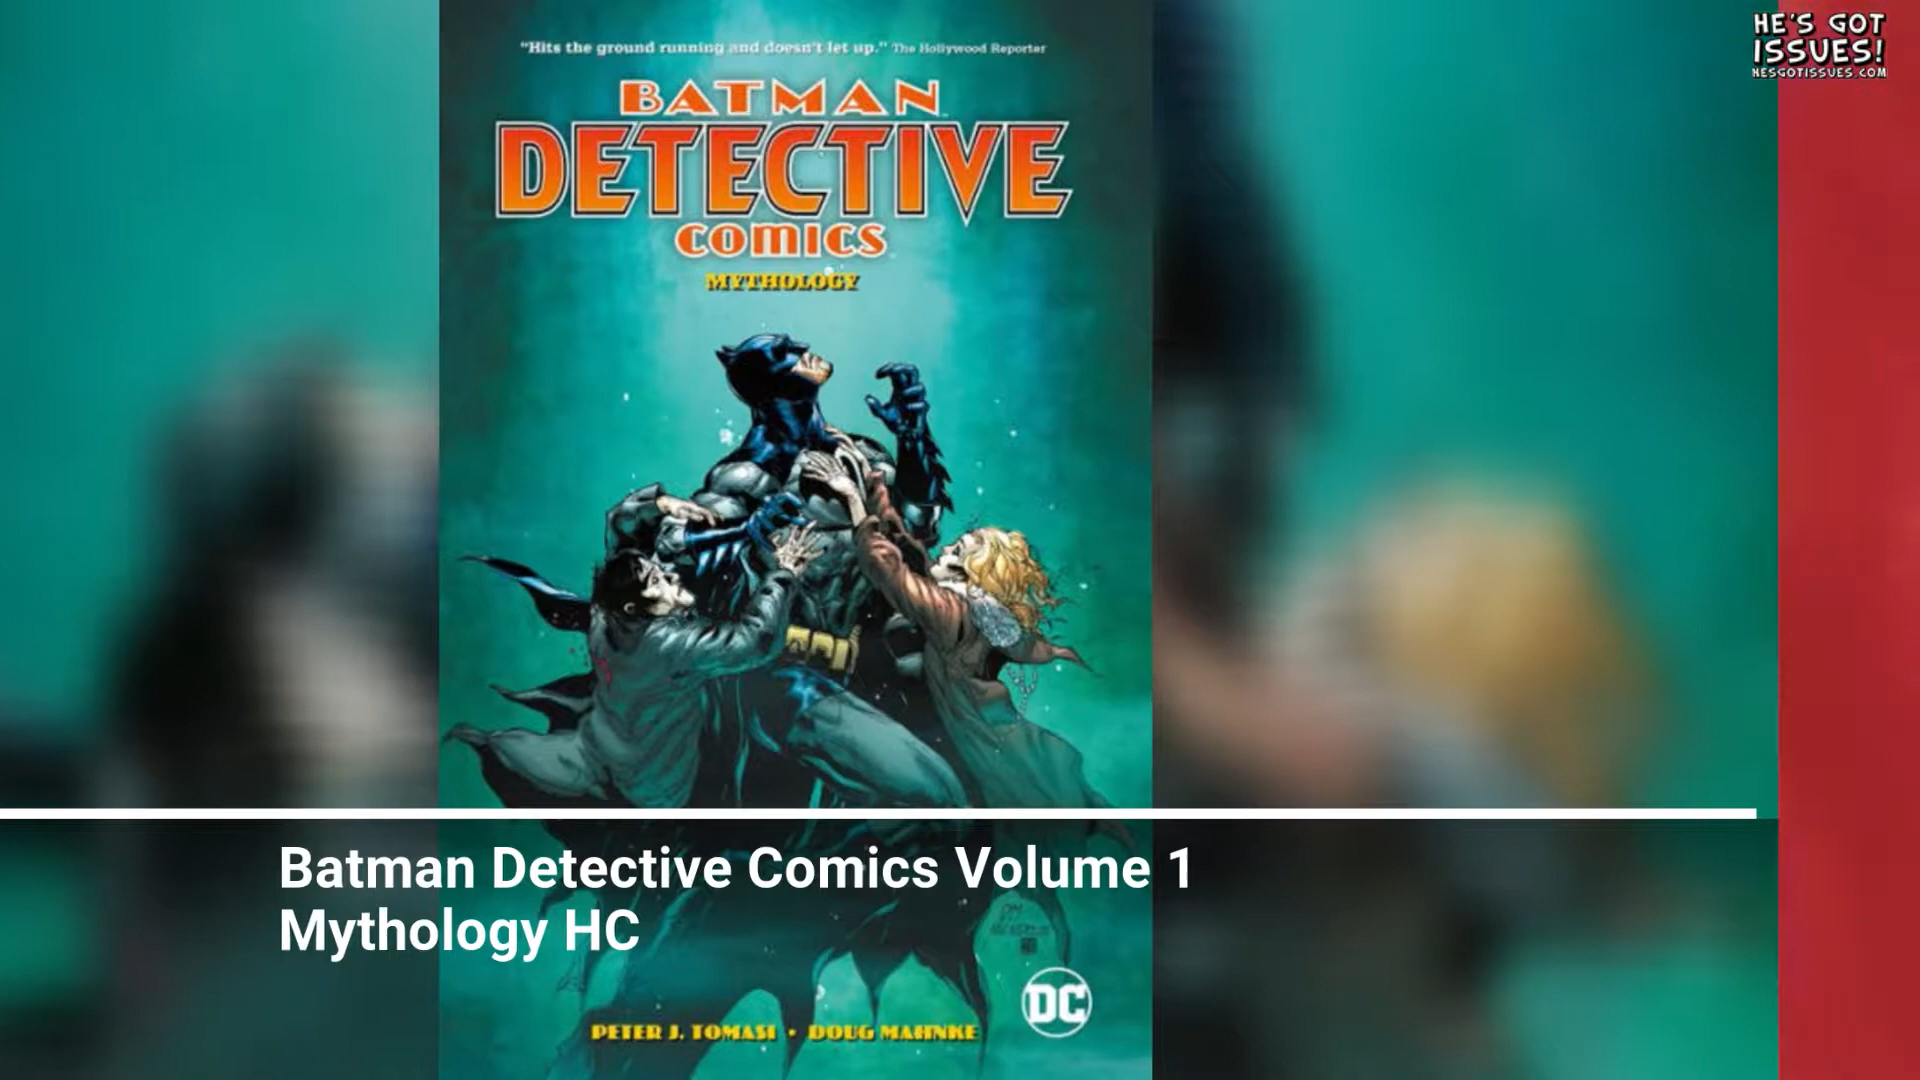 HE'S GOT
ISSUES!
HESGOTISSUES.COM
"Hits the ground running and doesn't let up." The Hollywood Reporter
BATMAN
DETECTIVE
COMICS
MYTHOLOGY
Batman Detective Comics Volume 1
Mythology HC
DC
PETER J. TOMASI • DOUG MAHNKE